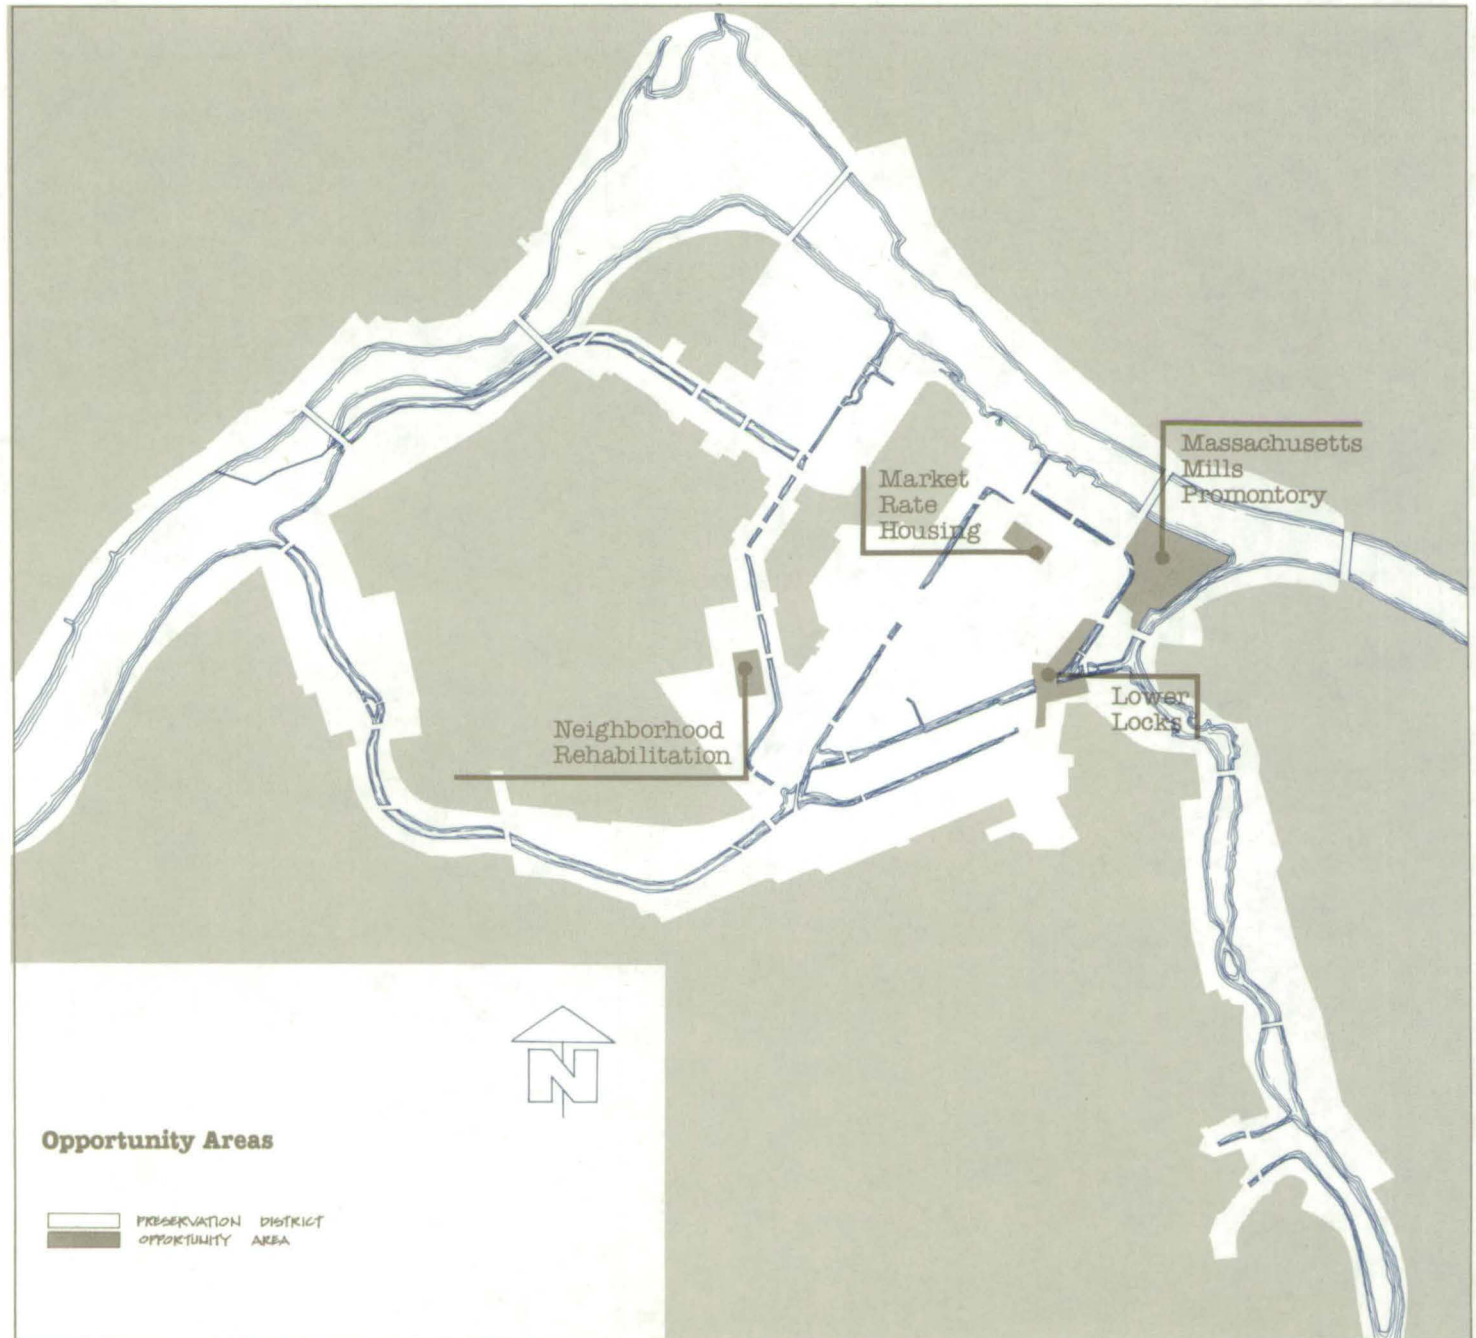 Massachusetts
Mills
Promontory
Market
Rate
Housing
Lower
Locks
Neighborhood
Rehabilitation
N
Opportunity Areas
PRESERVATION DISTRICT
OPPORTUNITY AREA